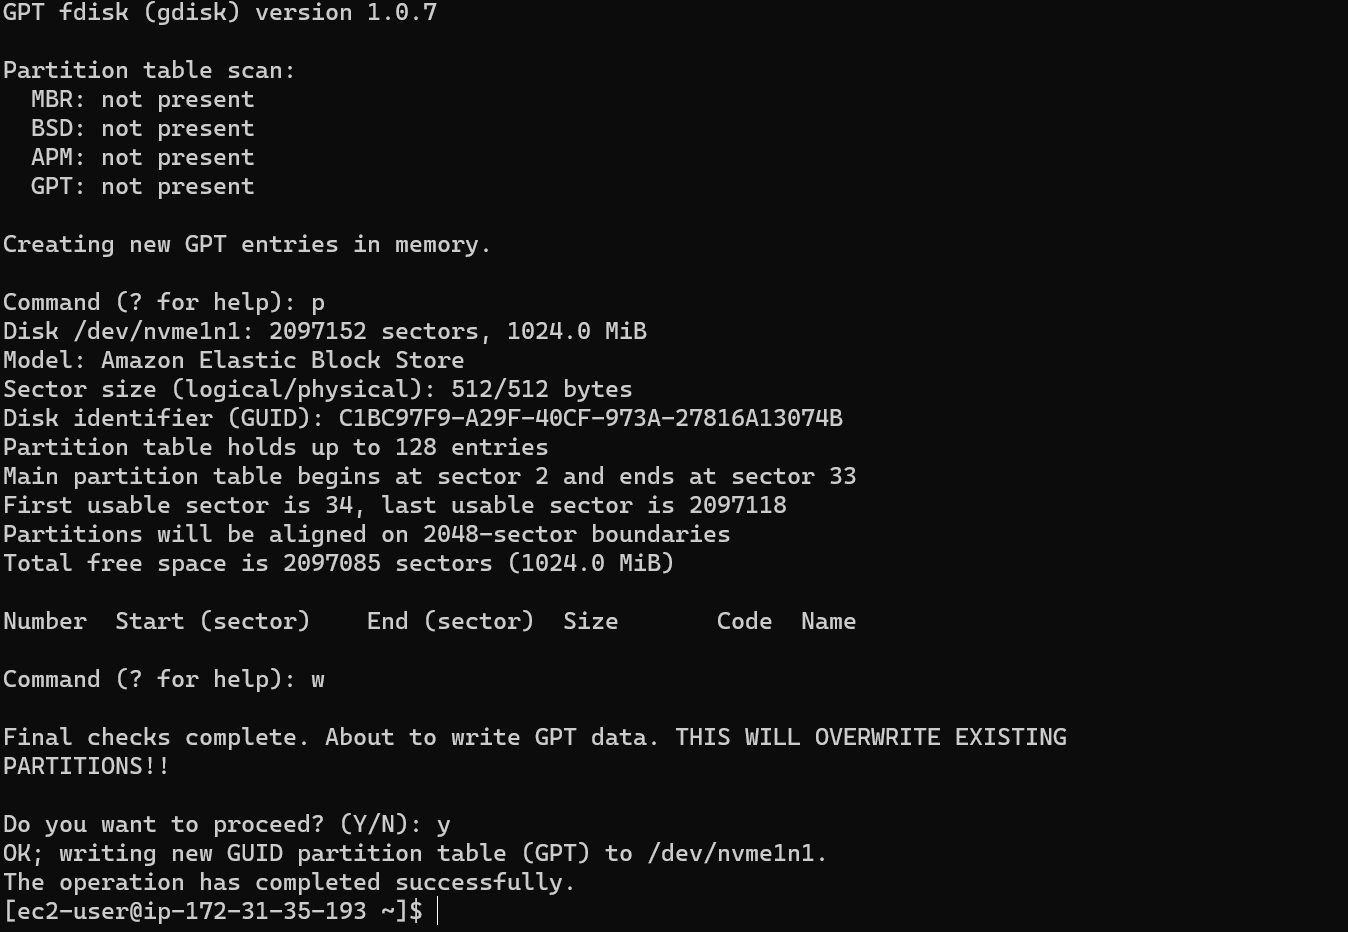 GPT fdisk (gdisk) version 1.0.7
Partition table scan:
MBR: not present
BSD: not present
APM: not present
GPT: not present
Creating new GPT entries in memory.
Command (? for help): p
Disk /dev/nvme1n1: 2097152 sectors, 1024.0 MiB
Model: Amazon Elastic Block Store
Sector size (logical/physical): 512/512 bytes
Disk identifier (GUID): C1BC97F9-A29F-40CF-973A-27816A13074B
Partition table holds up to 128 entries
Main partition table begins at sector 2 and ends at sector 33
First usable sector is 34, last usable sector is 2097118
Partitions will be aligned on 2048-sector boundaries
Total free space is 2097085 sectors (1024.0 MiB)
Number  Start (sector)    End (sector)  Size       Code  Name
Command (? for help): w
Final checks complete. About to write GPT data. THIS WILL OVERWRITE EXISTING
PARTITIONS!!
Do you want to proceed? (Y/N): y
OK; writing new GUID partition table (GPT) to /dev/nvme1n1.
The operation has completed successfully.
[ec2-user@ip-172-31-35-193 ~]$